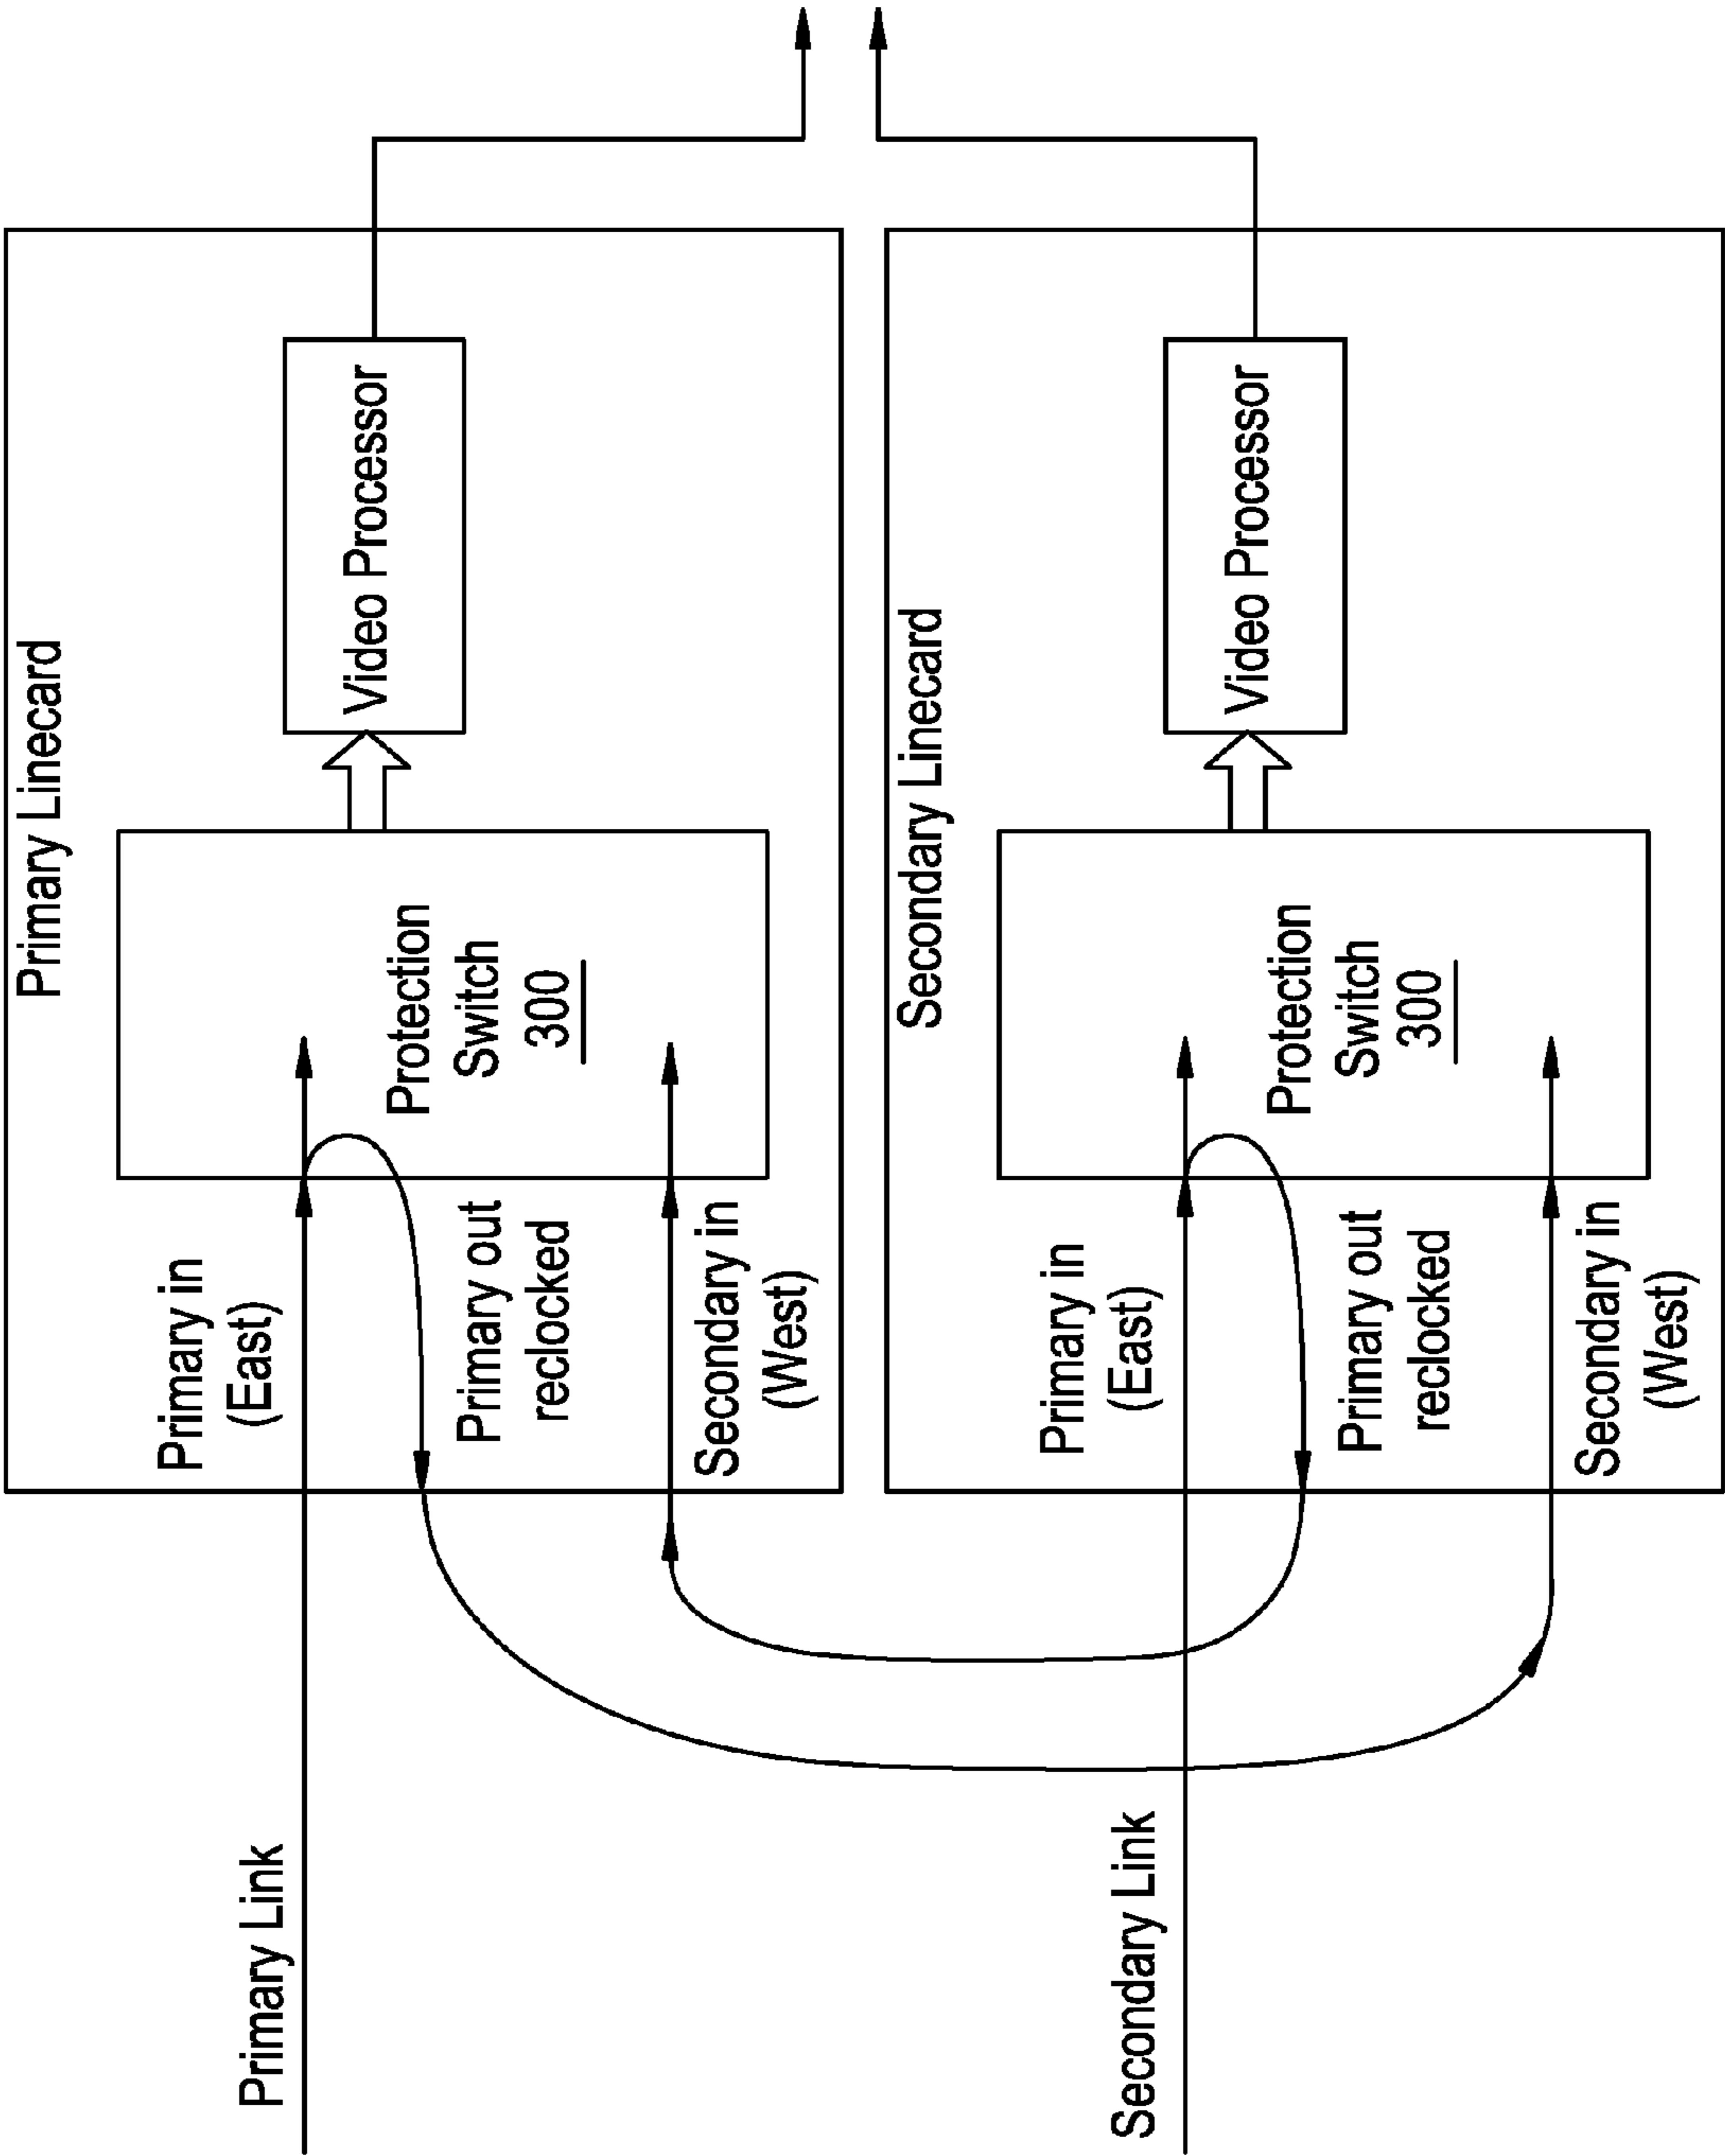 Primary Linecard
Primary Link
Primary in
(East)
Primary out
reclocked
Secondary in
(West)
Protection
Switch
300
Video Processor
Secondary Linecard
Secondary Link
Primary in
(East)
Primary out
reclocked
Secondary in
(West)
Protection
Switch
300
Video Processor